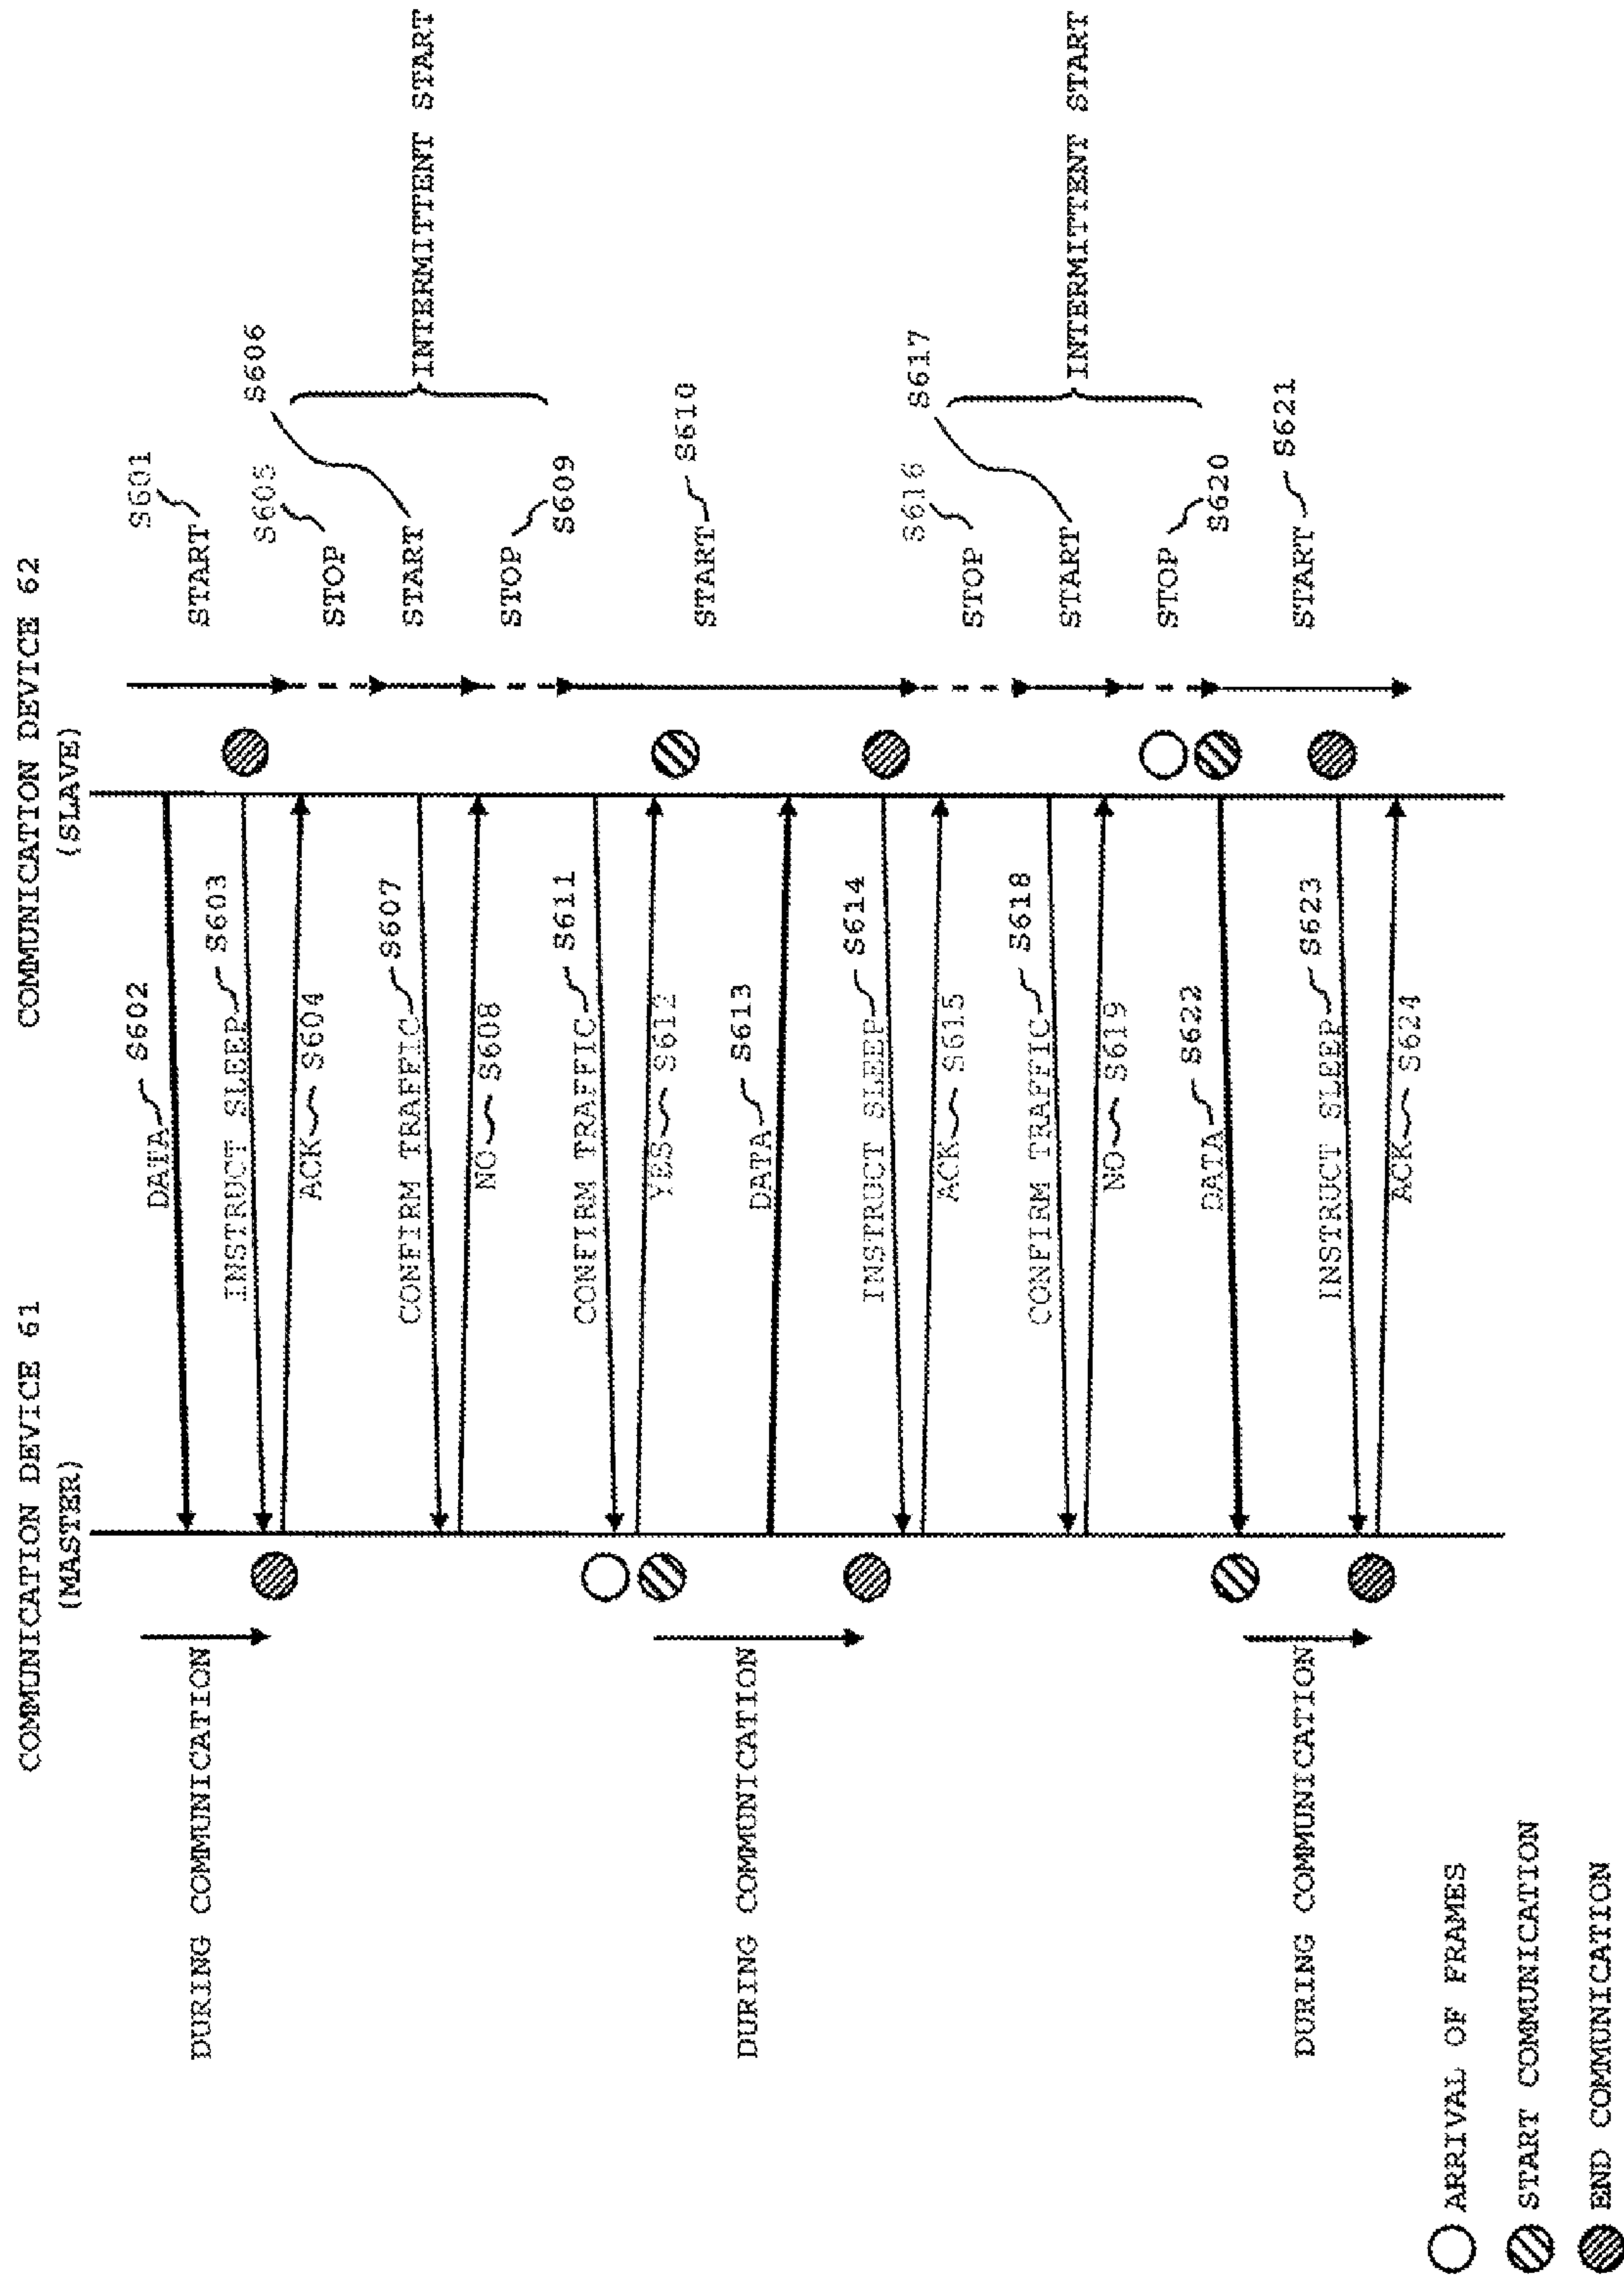 COMMUNICATION DEVICE 61
(MASTER)
COMMUNICATION DEVICE 62
(SLAVE)
DURING COMMUNICATION
DATA S602
START S601
INSTRUCT SLEEP S603
ACK S604
STOP S605
START S606
CONFIRM TRAFFIC S607
NO S608
STOP S609
INTERMITTENT START
CONFIRM TRAFFIC S611
YES S612
START S610
DURING COMMUNICATION
DATA S613
INSTRUCT SLEEP S614
ACK S615
STOP S616
START S617
CONFIRM TRAFFIC S618
NO S619
STOP S620
INTERMITTENT START
DURING COMMUNICATION
DATA S622
START S621
INSTRUCT SLEEP S623
ACK S624
ARRIVAL OF FRAMES
START COMMUNICATION
END COMMUNICATION